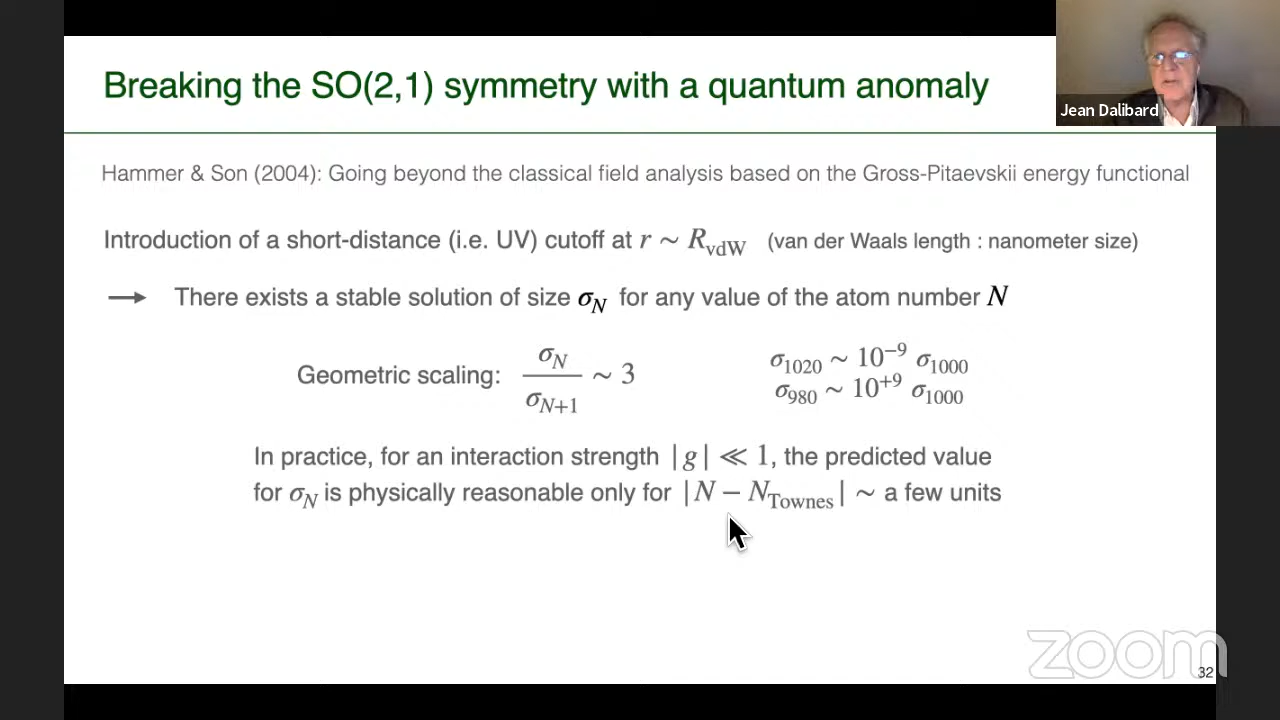 Breaking the SO(2,1) symmetry with a quantum anomaly
Jean Dalibard
Hammer & Son (2004): Going beyond the classical field analysis based on the Gross-Pitaevskii energy functional
Introduction of a short-distance (i.e. UV) cutoff at r ∼ R_vdW (van der Waals length : nanometer size)
→ There exists a stable solution of size σ_N for any value of the atom number N
Geometric scaling: σ_N / σ_{N+1} ∼ 3
σ_1020 ∼ 10^{−9} σ_1000
σ_980 ∼ 10^{+9} σ_1000
In practice, for an interaction strength |g| ≪ 1, the predicted value
for σ_N is physically reasonable only for |N − N_Townes| ∼ a few units
zoom
32